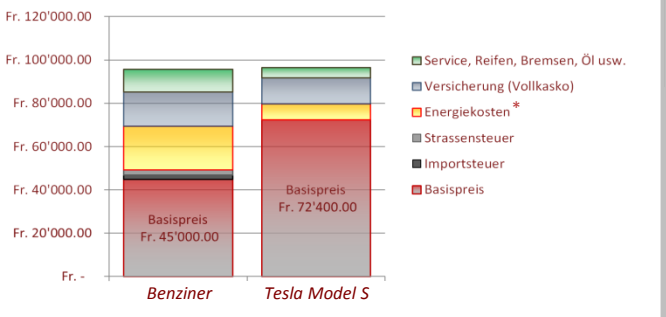 Fr. 120'000.00
Fr. 100'000.00
Fr. 80'000.00
Fr. 60'000.00
Fr. 40'000.00
Fr. 20'000.00
Fr. -
Basispreis
Fr. 45'000.00
Basispreis
Fr. 72'400.00
Benziner
Tesla Model S
Service, Reifen, Bremsen, Öl usw.
Versicherung (Vollkasko)
Energiekosten *
Strassensteuer
Importsteuer
Basispreis